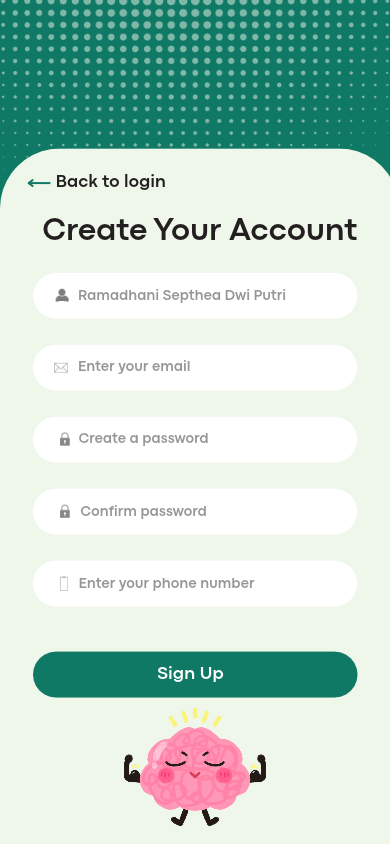 Back to login
Create Your Account
Ramadhani Septhea Dwi Putri
Enter your email
Create a password
Confirm password
Enter your phone number
Sign Up